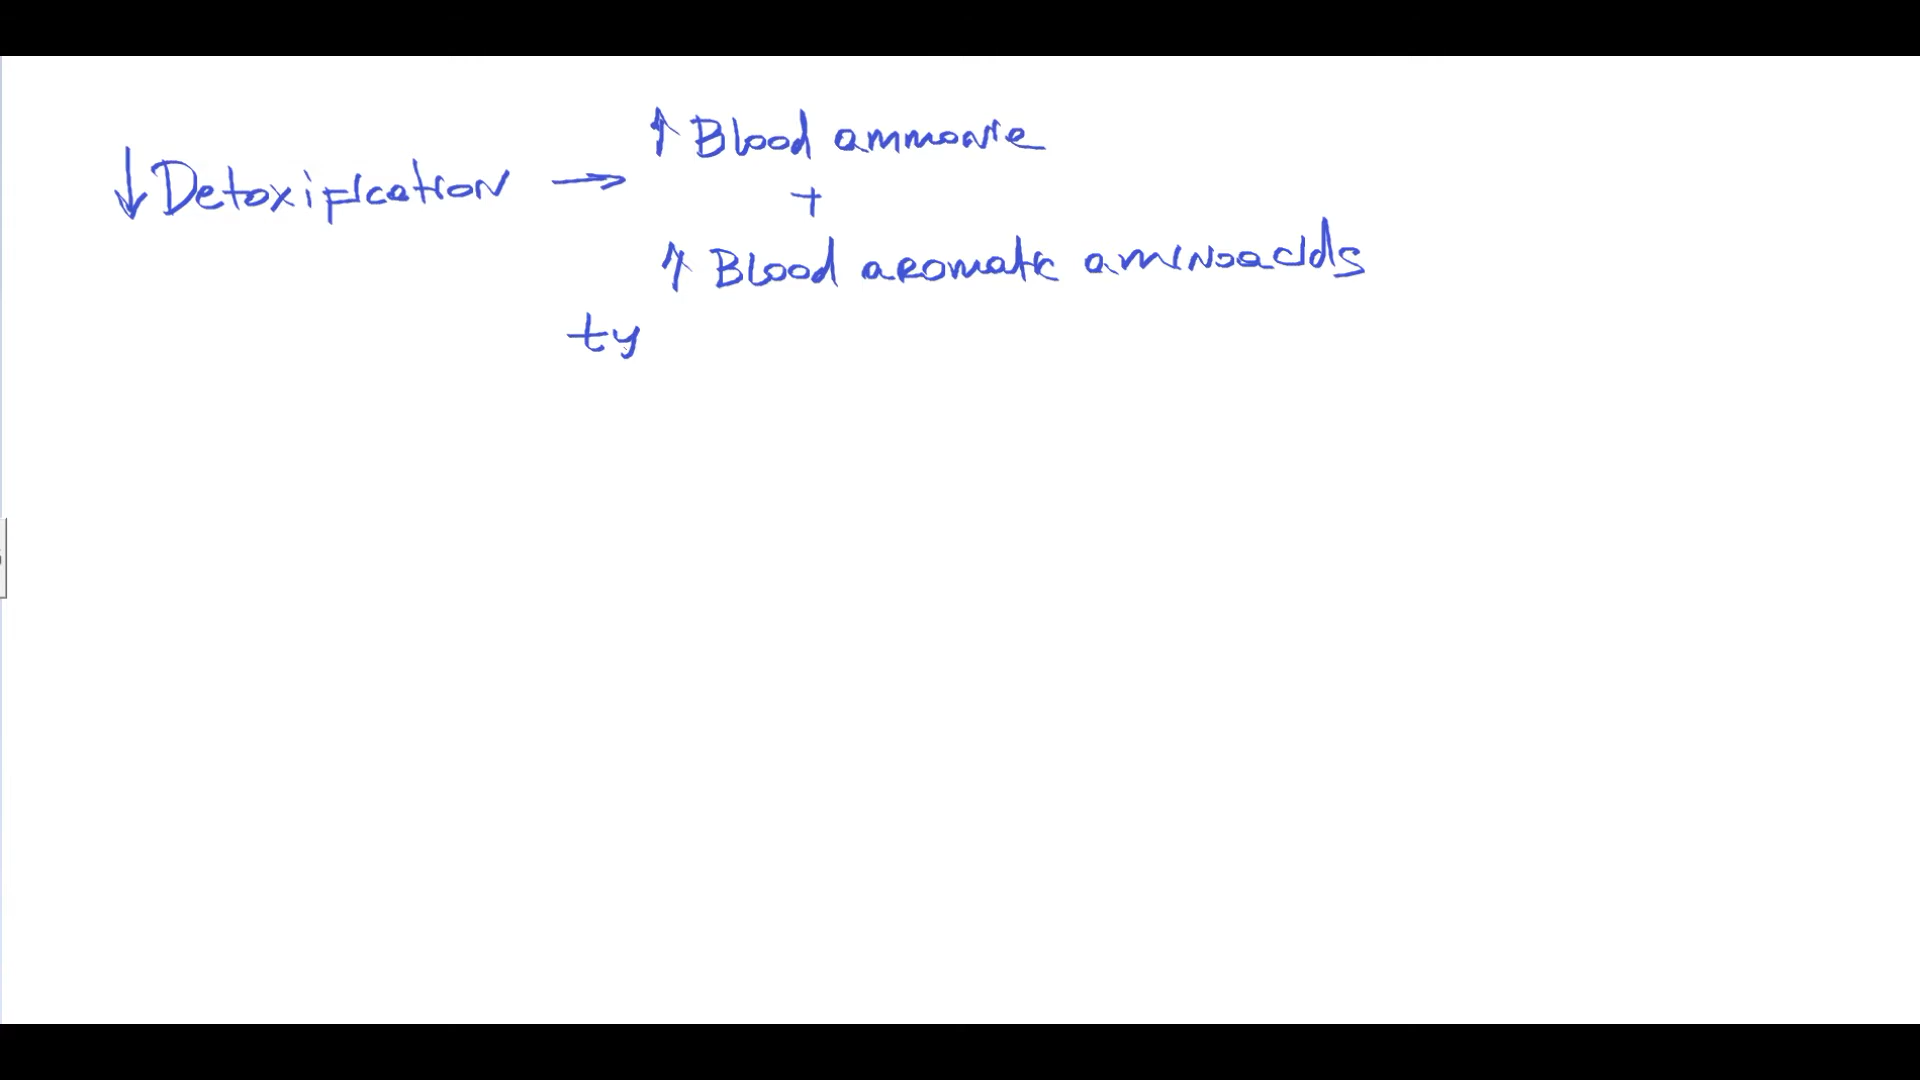 ↑ Blood ammonia
↓ Detoxification →
+
↑ Blood aromatic aminoacids
ty